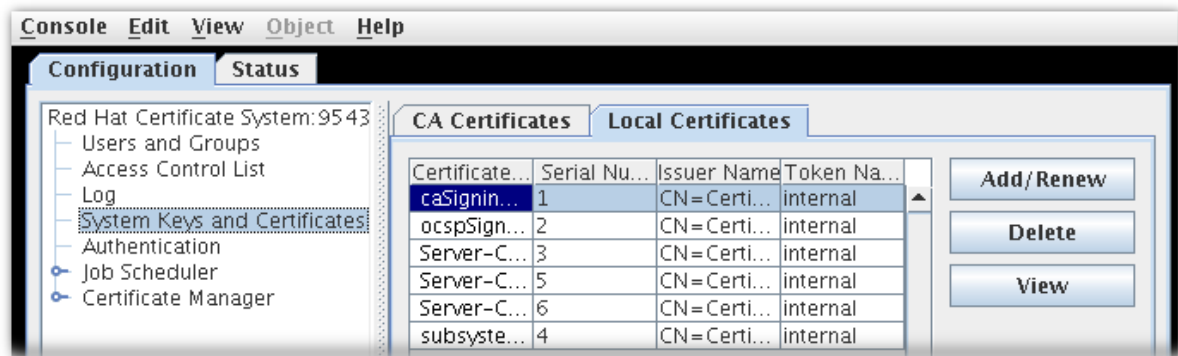 Console Edit View Object Help
Configuration Status
Red Hat Certificate System:9543
Users and Groups
Access Control List
Log
System Keys and Certificates
Authentication
Job Scheduler
Certificate Manager
CA Certificates Local Certificates
Certificate... Serial Nu... Issuer Name Token Na...
caSignin... 1 CN=Certi... internal
ocspSign... 2 CN=Certi... internal
Server-C... 3 CN=Certi... internal
Server-C... 5 CN=Certi... internal
Server-C... 6 CN=Certi... internal
subsyste... 4 CN=Certi... internal
Add/Renew
Delete
View